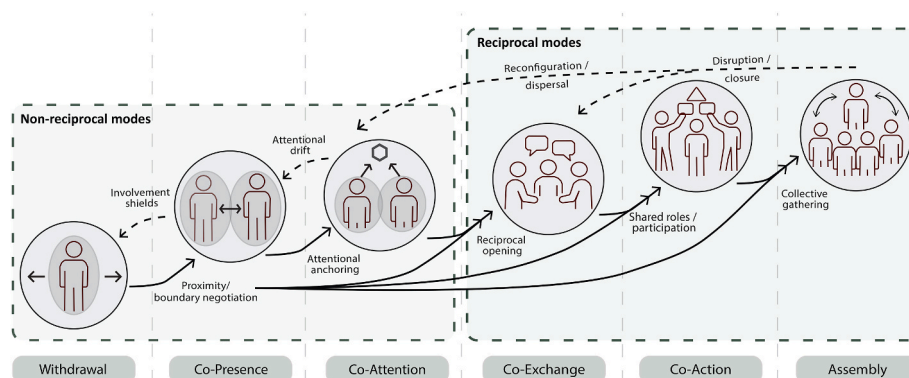 Reciprocal modes
Disruption /
closure
Reconfiguration /
dispersal
Non-reciprocal modes
Attentional
drift
Involvement
shields
Collective
gathering
Shared roles /
participation
Reciprocal
opening
Attentional
anchoring
Proximity/
boundary negotiation
Withdrawal
Co-Presence
Co-Attention
Co-Exchange
Co-Action
Assembly